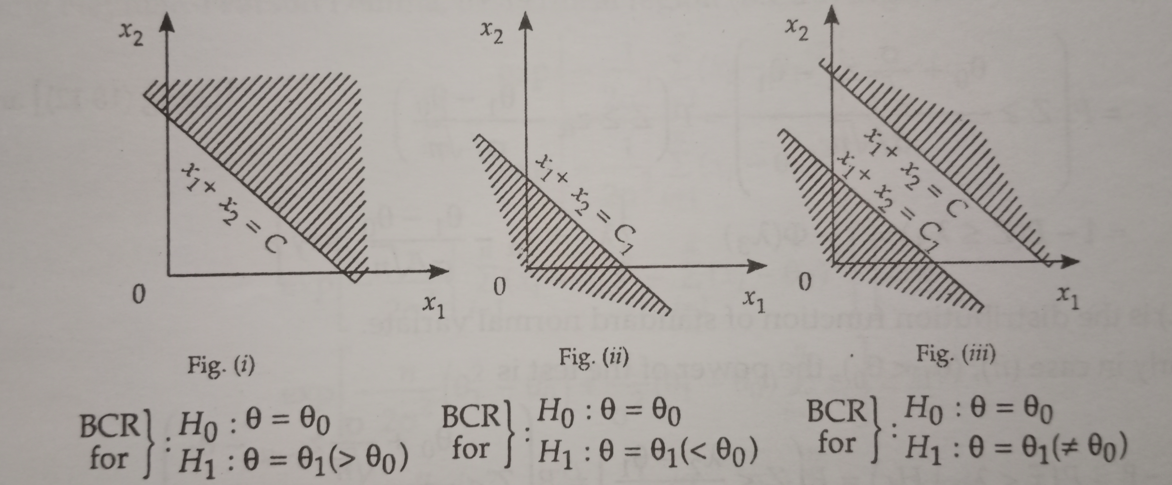 x₂
x₁ + x₂ = C
0
x₁
Fig. (i)
BCR for } : H₀ : θ = θ₀
H₁ : θ = θ₁(> θ₀)
x₂
x₁ + x₂ = C₁
0
x₁
Fig. (ii)
BCR for } : H₀ : θ = θ₀
H₁ : θ = θ₁(< θ₀)
x₂
x₁ + x₂ = C
x₁ + x₂ = C₁
0
x₁
Fig. (iii)
BCR for } : H₀ : θ = θ₀
H₁ : θ = θ₁(≠ θ₀)